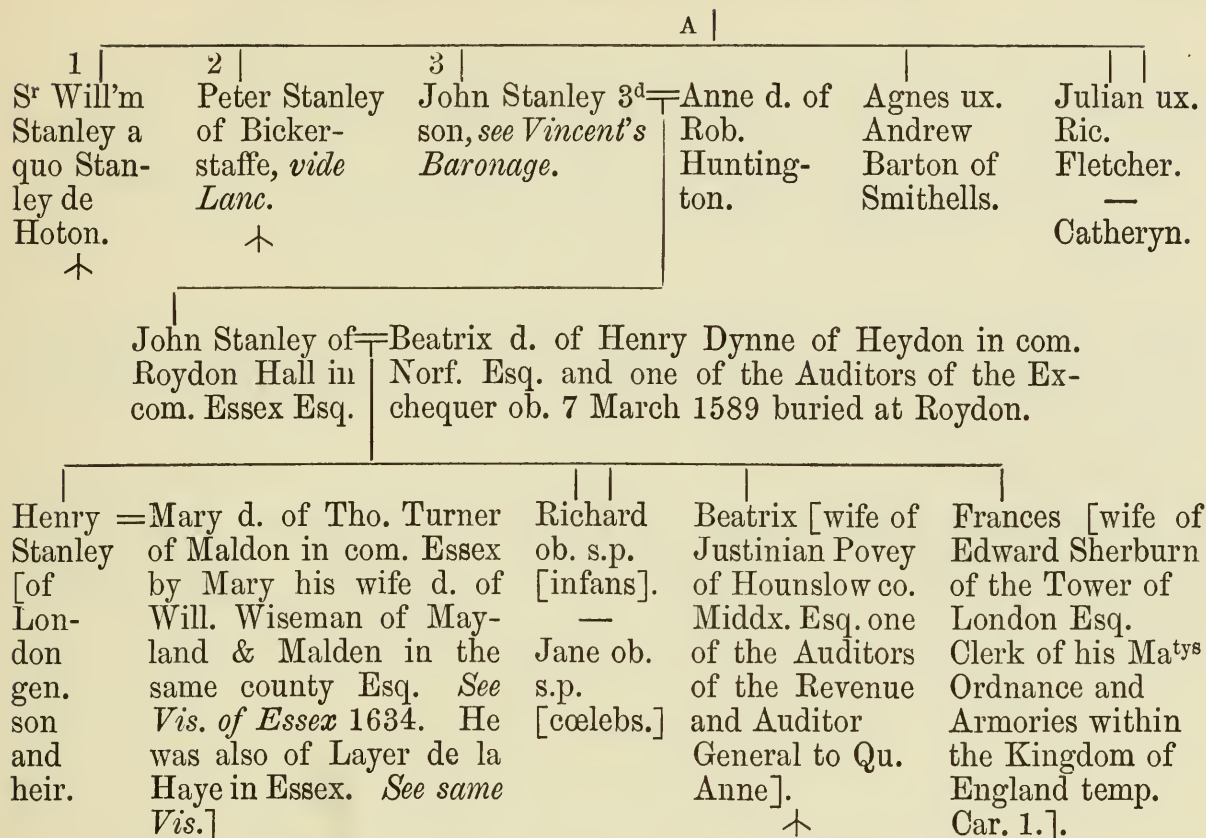 A
1
Sʳ Will'm
Stanley a
quo Stan-
ley de
Hoton.
2
Peter Stanley
of Bicker-
staffe, vide
Lanc.
3
John Stanley 3ᵈ
son, see Vincent's
Baronage.
Anne d. of
Rob.
Hunting-
ton.
Agnes ux.
Andrew
Barton of
Smithells.
Julian ux.
Ric.
Fletcher.
—
Catheryn.
John Stanley of
Roydon Hall in
com. Essex Esq.
Beatrix d. of Henry Dynne of Heydon in com.
Norf. Esq. and one of the Auditors of the Ex-
chequer ob. 7 March 1589 buried at Roydon.
Henry
Stanley
[of
Lon-
don
gen.
son
and
heir.
Mary d. of Tho. Turner
of Maldon in com. Essex
by Mary his wife d. of
Will. Wiseman of May-
land & Malden in the
same county Esq. See
Vis. of Essex 1634. He
was also of Layer de la
Haye in Essex. See same
Vis.]
Richard
ob. s.p.
[infans].
—
Jane ob.
s.p.
[cœlebs.]
Beatrix [wife of
Justinian Povey
of Hounslow co.
Middx. Esq. one
of the Auditors
of the Revenue
and Auditor
General to Qu.
Anne].
Frances [wife of
Edward Sherburn
of the Tower of
London Esq.
Clerk of his Maᵗʸˢ
Ordnance and
Armories within
the Kingdom of
England temp.
Car. 1.].